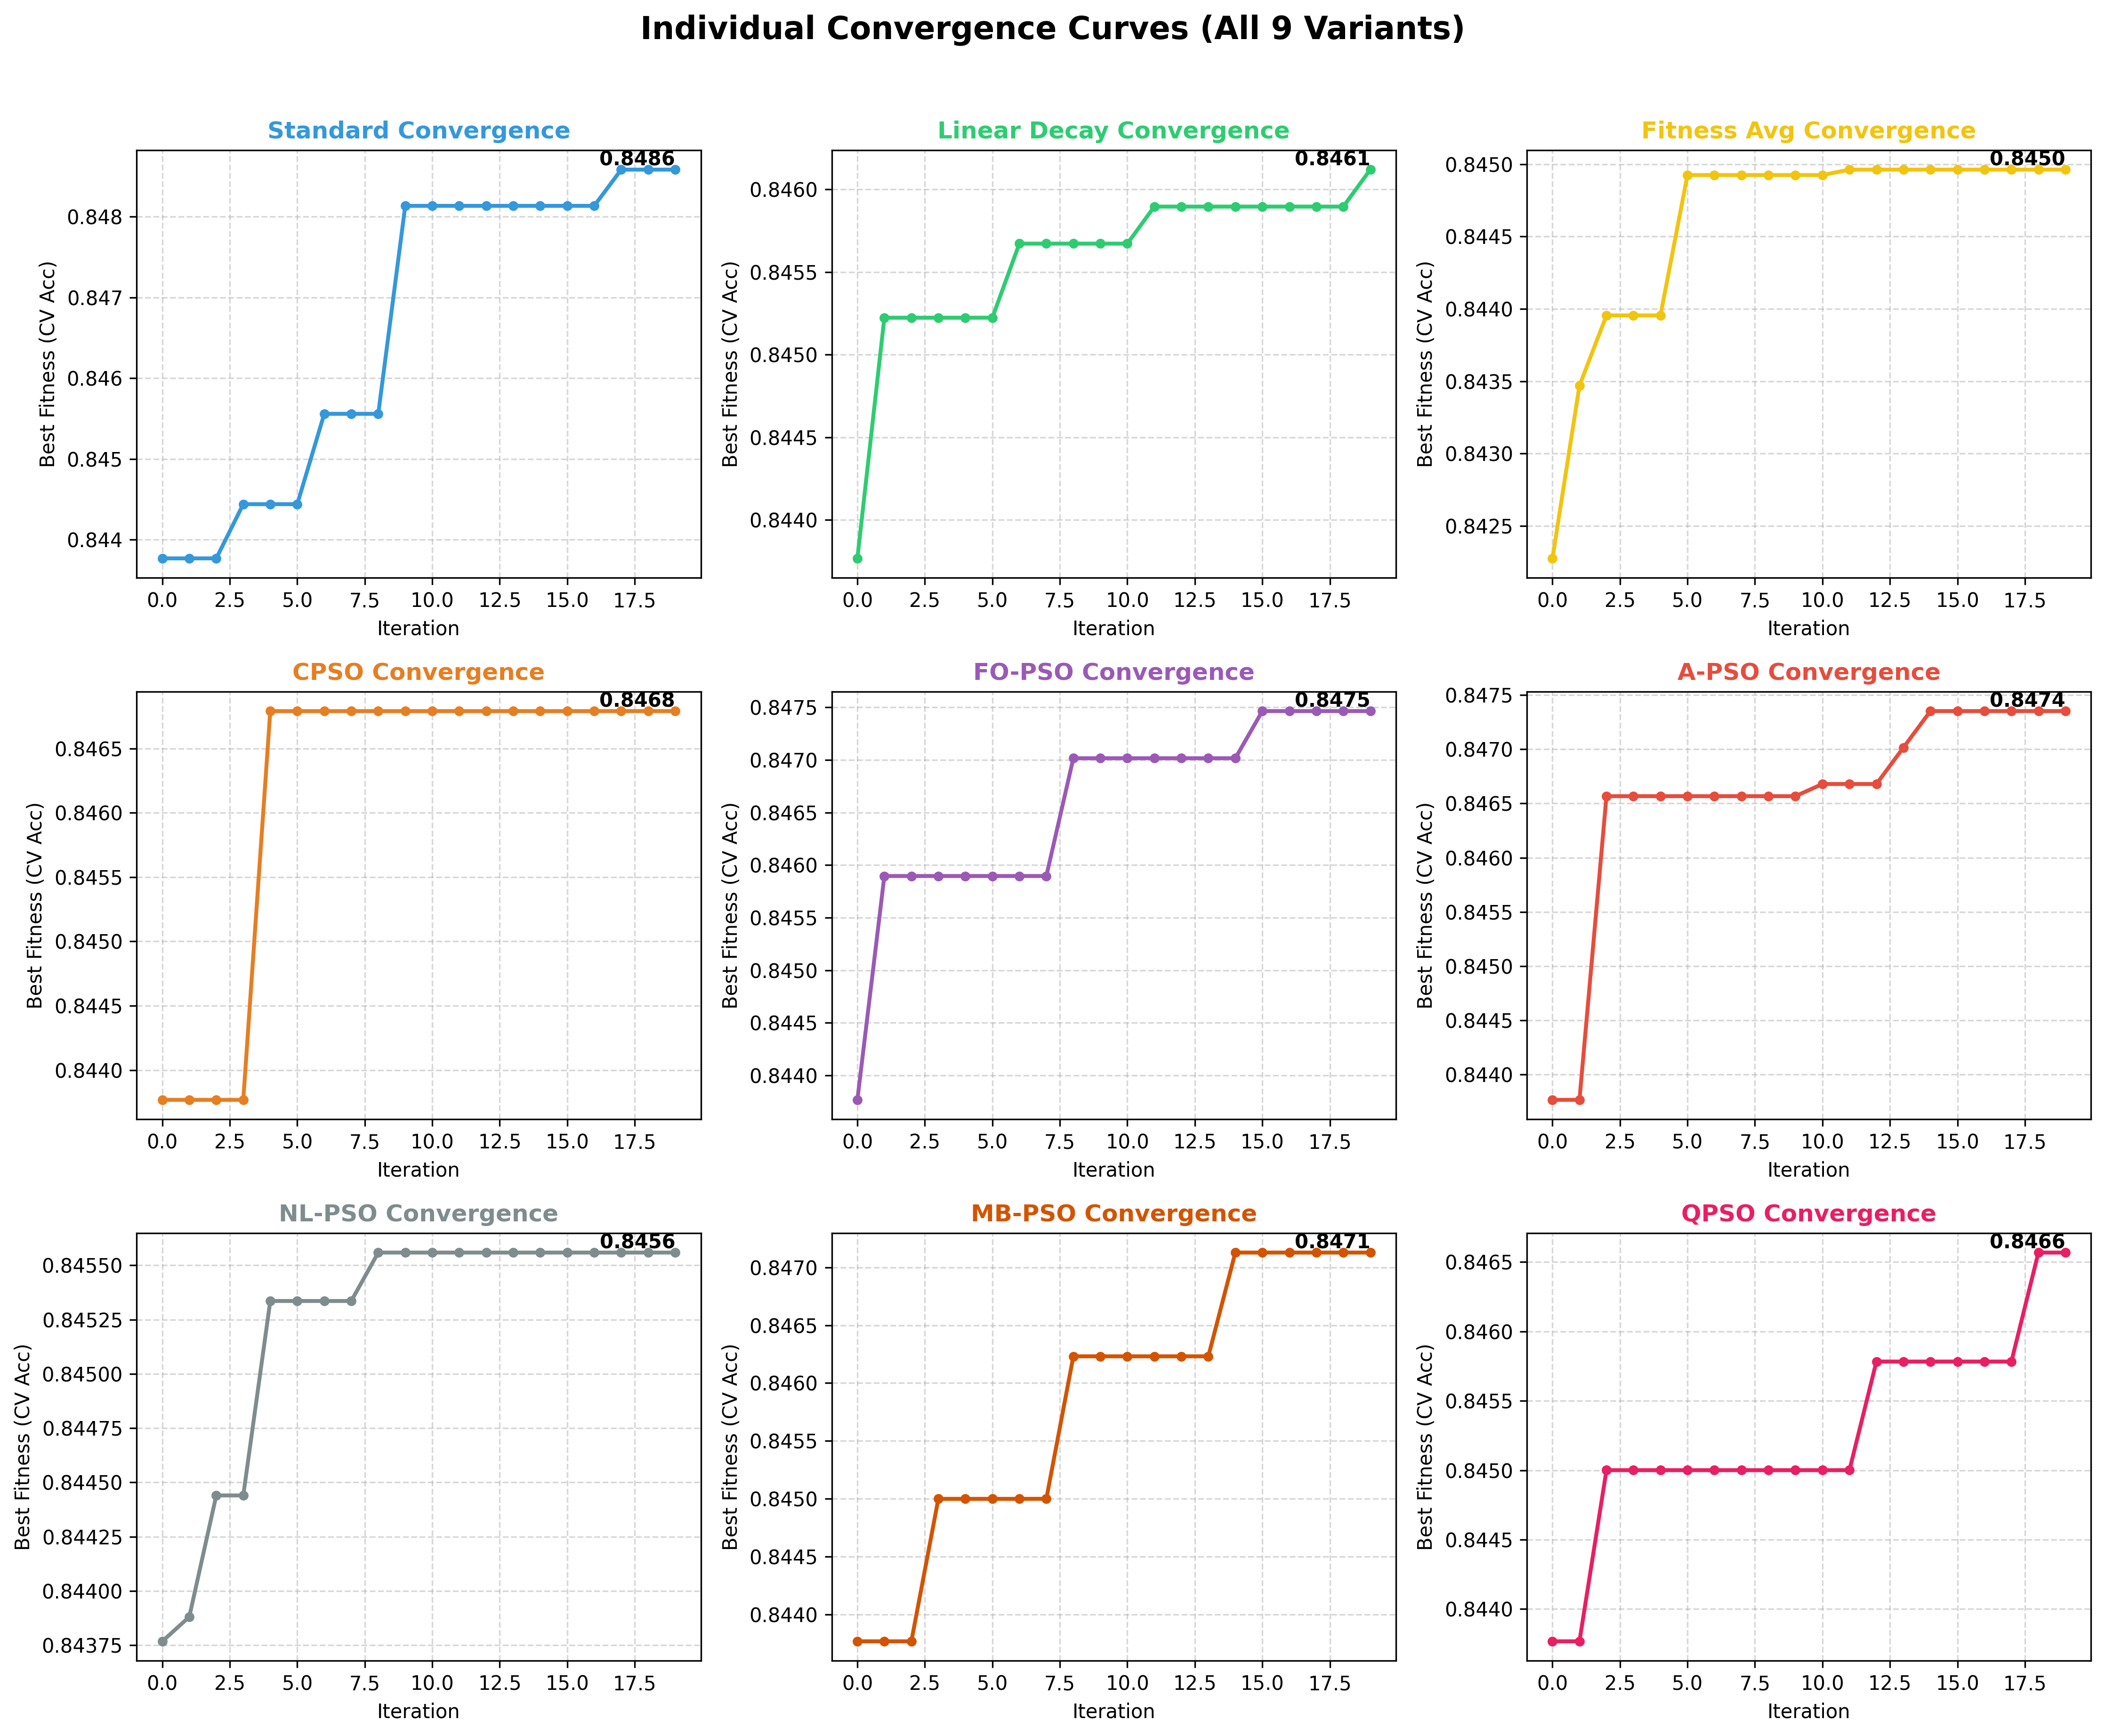 Individual Convergence Curves (All 9 Variants)
Standard Convergence
0.8486
0.848
0.847
0.846
0.845
0.844
Best Fitness (CV Acc)
0.0 2.5 5.0 7.5 10.0 12.5 15.0 17.5
Iteration
Linear Decay Convergence
0.8461
0.8460
0.8455
0.8450
0.8445
0.8440
Best Fitness (CV Acc)
0.0 2.5 5.0 7.5 10.0 12.5 15.0 17.5
Iteration
Fitness Avg Convergence
0.8450
0.8450
0.8445
0.8440
0.8435
0.8430
0.8425
Best Fitness (CV Acc)
0.0 2.5 5.0 7.5 10.0 12.5 15.0 17.5
Iteration
CPSO Convergence
0.8468
0.8465
0.8460
0.8455
0.8450
0.8445
0.8440
Best Fitness (CV Acc)
0.0 2.5 5.0 7.5 10.0 12.5 15.0 17.5
Iteration
FO-PSO Convergence
0.8475
0.8475
0.8470
0.8465
0.8460
0.8455
0.8450
0.8445
0.8440
Best Fitness (CV Acc)
0.0 2.5 5.0 7.5 10.0 12.5 15.0 17.5
Iteration
A-PSO Convergence
0.8474
0.8475
0.8470
0.8465
0.8460
0.8455
0.8450
0.8445
0.8440
Best Fitness (CV Acc)
0.0 2.5 5.0 7.5 10.0 12.5 15.0 17.5
Iteration
NL-PSO Convergence
0.8456
0.84550
0.84525
0.84500
0.84475
0.84450
0.84425
0.84400
0.84375
Best Fitness (CV Acc)
0.0 2.5 5.0 7.5 10.0 12.5 15.0 17.5
Iteration
MB-PSO Convergence
0.8471
0.8470
0.8465
0.8460
0.8455
0.8450
0.8445
0.8440
Best Fitness (CV Acc)
0.0 2.5 5.0 7.5 10.0 12.5 15.0 17.5
Iteration
QPSO Convergence
0.8466
0.8465
0.8460
0.8455
0.8450
0.8445
0.8440
Best Fitness (CV Acc)
0.0 2.5 5.0 7.5 10.0 12.5 15.0 17.5
Iteration